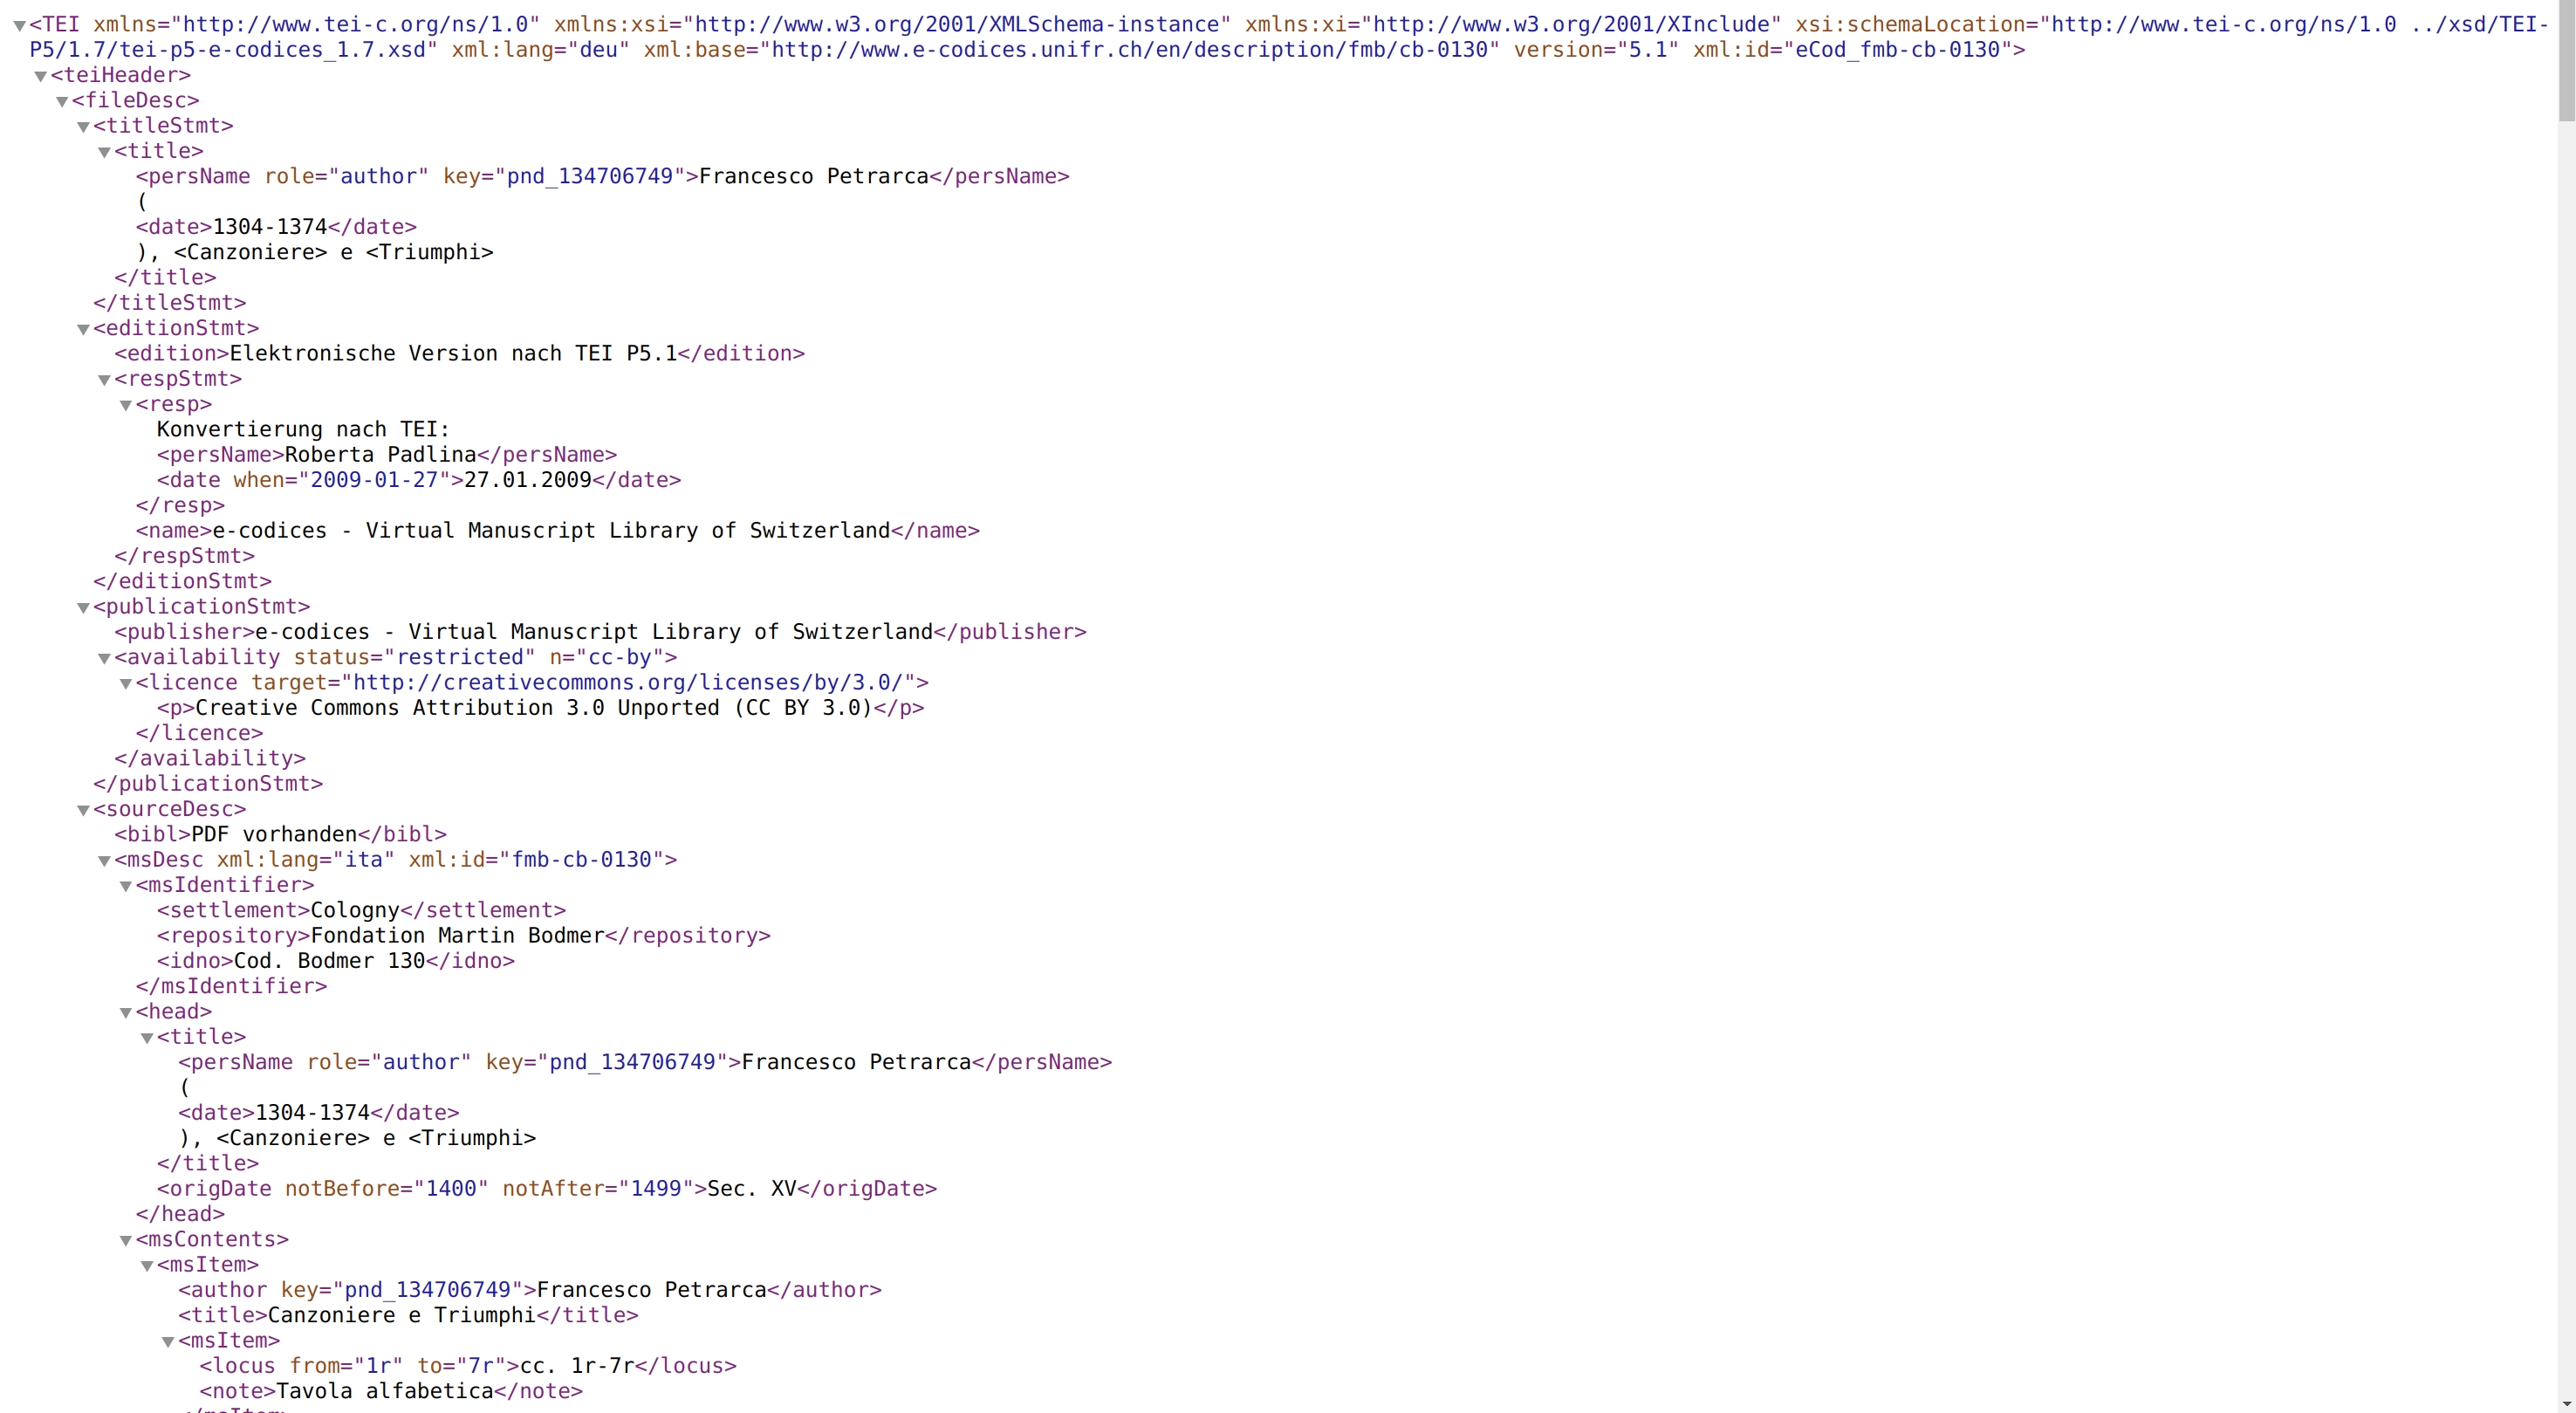 <TEI xmlns="http://www.tei-c.org/ns/1.0" xmlns:xsi="http://www.w3.org/2001/XMLSchema-instance" xmlns:xi="http://www.w3.org/2001/XInclude" xsi:schemaLocation="http://www.tei-c.org/ns/1.0 ../xsd/TEI-
P5/1.7/tei-p5-e-codices_1.7.xsd" xml:lang="deu" xml:base="http://www.e-codices.unifr.ch/en/description/fmb/cb-0130" version="5.1" xml:id="eCod_fmb-cb-0130">
<teiHeader>
<fileDesc>
<titleStmt>
<title>
<persName role="author" key="pnd_134706749">Francesco Petrarca</persName>
(
<date>1304-1374</date>
), <Canzoniere> e <Triumphi>
</title>
</titleStmt>
<editionStmt>
<edition>Elektronische Version nach TEI P5.1</edition>
<respStmt>
<resp>
Konvertierung nach TEI:
<persName>Roberta Padlina</persName>
<date when="2009-01-27">27.01.2009</date>
</resp>
<name>e-codices - Virtual Manuscript Library of Switzerland</name>
</respStmt>
</editionStmt>
<publicationStmt>
<publisher>e-codices - Virtual Manuscript Library of Switzerland</publisher>
<availability status="restricted" n="cc-by">
<licence target="http://creativecommons.org/licenses/by/3.0/">
<p>Creative Commons Attribution 3.0 Unported (CC BY 3.0)</p>
</licence>
</availability>
</publicationStmt>
<sourceDesc>
<bibl>PDF vorhanden</bibl>
<msDesc xml:lang="ita" xml:id="fmb-cb-0130">
<msIdentifier>
<settlement>Cologny</settlement>
<repository>Fondation Martin Bodmer</repository>
<idno>Cod. Bodmer 130</idno>
</msIdentifier>
<head>
<title>
<persName role="author" key="pnd_134706749">Francesco Petrarca</persName>
(
<date>1304-1374</date>
), <Canzoniere> e <Triumphi>
</title>
<origDate notBefore="1400" notAfter="1499">Sec. XV</origDate>
</head>
<msContents>
<msItem>
<author key="pnd_134706749">Francesco Petrarca</author>
<title>Canzoniere e Triumphi</title>
<msItem>
<locus from="1r" to="7r">cc. 1r-7r</locus>
<note>Tavola alfabetica</note>